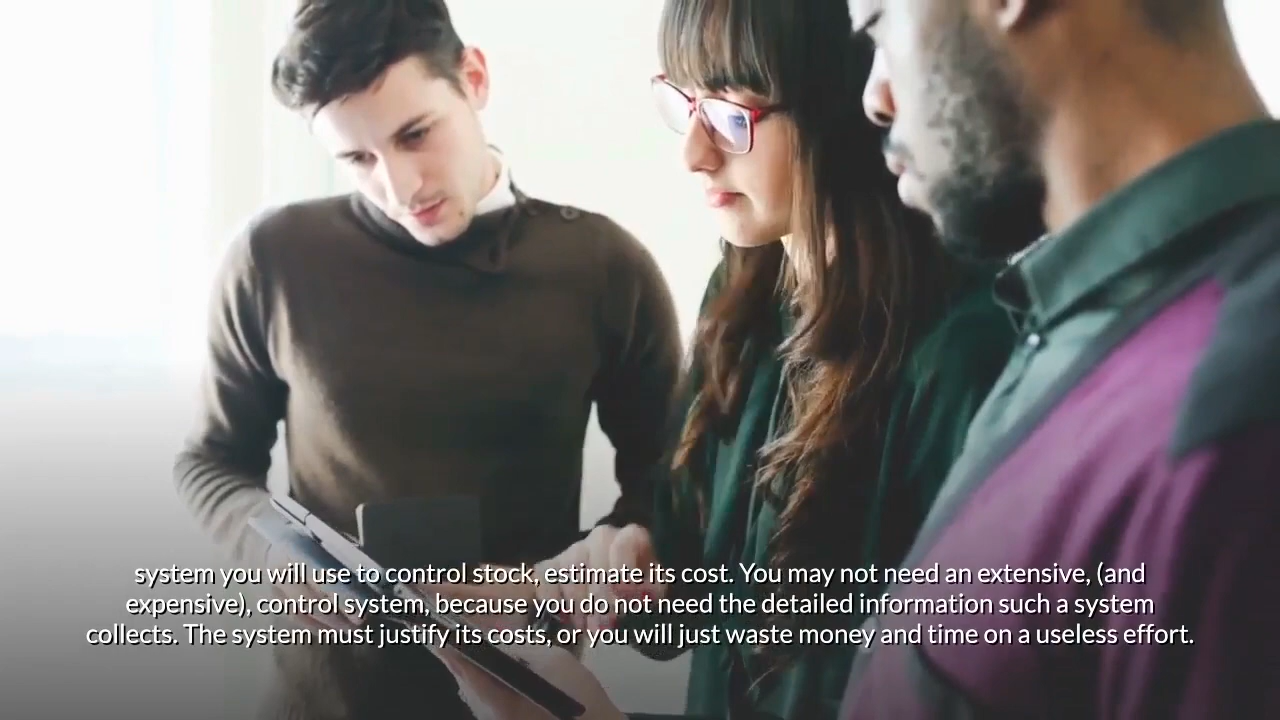 system you will use to control stock, estimate its cost. You may not need an extensive, (and
expensive), control system, because you do not need the detailed information such a system
collects. The system must justify its costs, or you will just waste money and time on a useless effort.